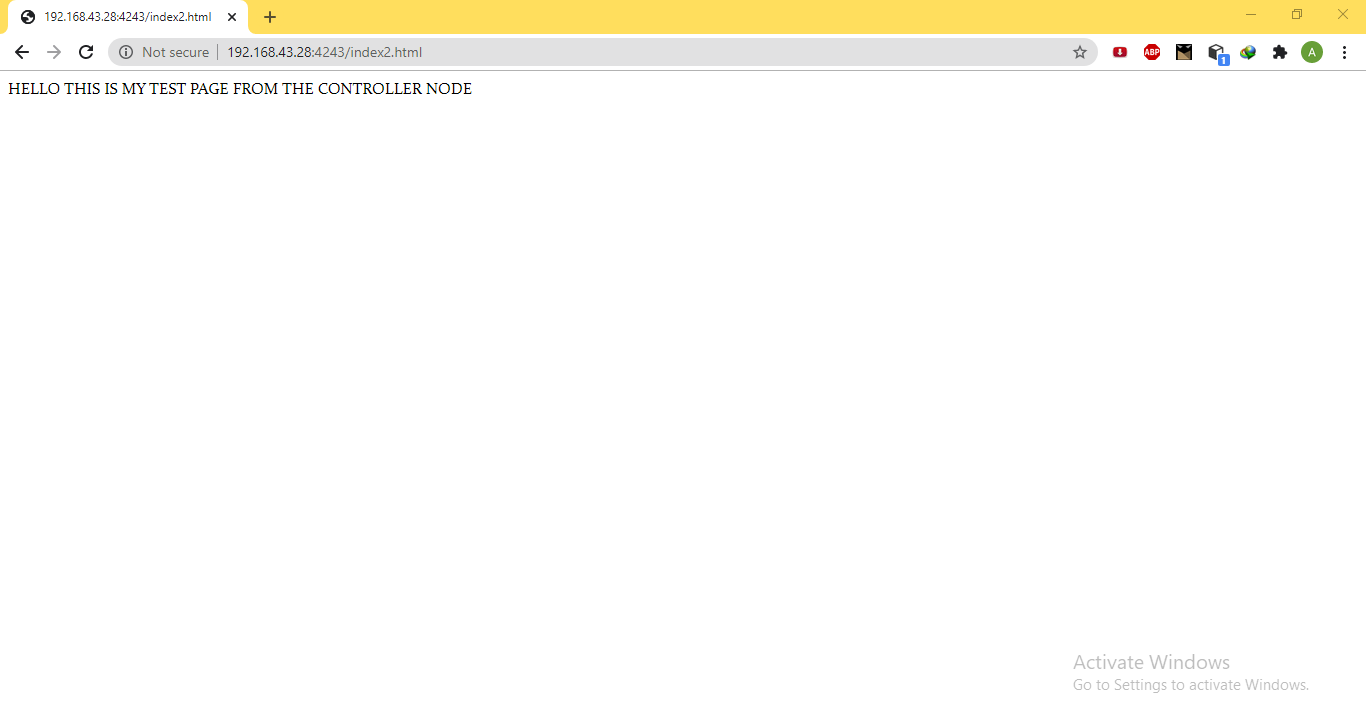 192.168.43.28:4243/index2.html
Not secure 192.168.43.28:4243/index2.html
ABP
1
A
HELLO THIS IS MY TEST PAGE FROM THE CONTROLLER NODE
Activate Windows
Go to Settings to activate Windows.